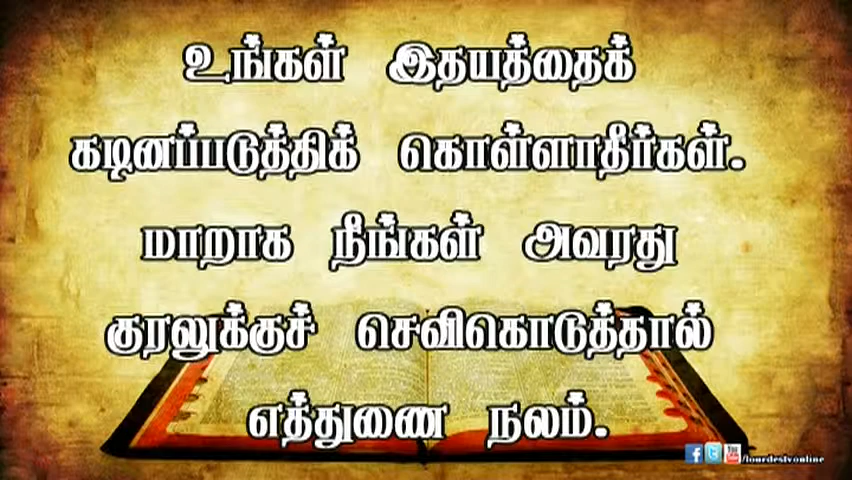 உங்கள் இதயத்தைக்
கடினப்படுத்திக் கொள்ளாதீர்கள்.
மாறாக நீங்கள் அவரது
குரலுக்குச் செவிகொடுத்தால்
எத்துணை நலம்.
/lourdestvonline